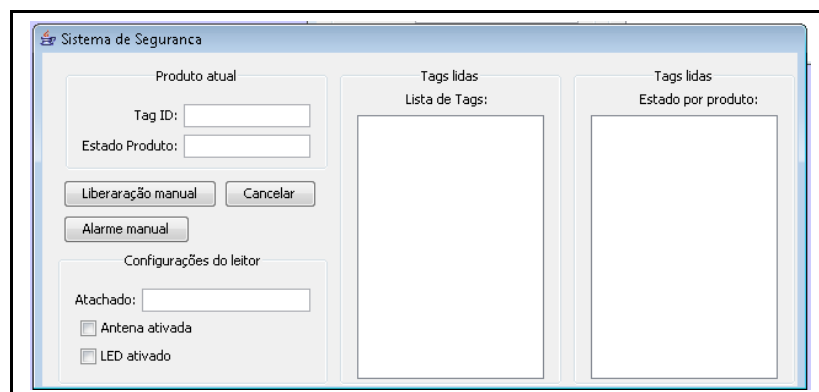 Sistema de Seguranca
Produto atual
Tag ID:
Estado Produto:
Liberaração manual Cancelar
Alarme manual
Configurações do leitor
Atachado:
Antena ativada
LED ativado
Tags lidas
Lista de Tags:
Tags lidas
Estado por produto: